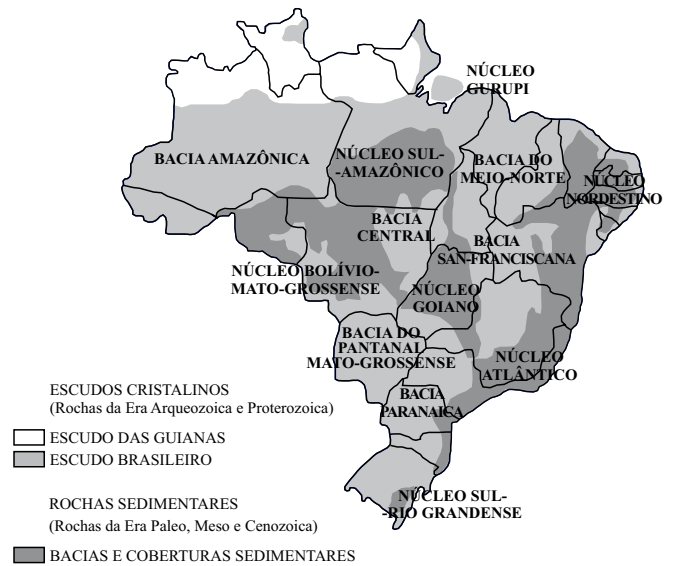 NÚCLEO
GURUPI
BACIA AMAZÔNICA
NÚCLEO SUL-
-AMAZÔNICO
BACIA DO
MEIO-NORTE
NÚCLEO
NORDESTINO
BACIA
CENTRAL
BACIA
SAN-FRANCISCANA
NÚCLEO BOLÍVIO-
MATO-GROSSENSE
NÚCLEO
GOIANO
BACIA DO
PANTANAL
MATO-GROSSENSE
NÚCLEO
ATLÂNTICO
BACIA
PARANAICA
NÚCLEO SUL-
-RIO GRANDENSE
ESCUDOS CRISTALINOS
(Rochas da Era Arqueozoica e Proterozoica)
ESCUDO DAS GUIANAS
ESCUDO BRASILEIRO
ROCHAS SEDIMENTARES
(Rochas da Era Paleo, Meso e Cenozoica)
BACIAS E COBERTURAS SEDIMENTARES